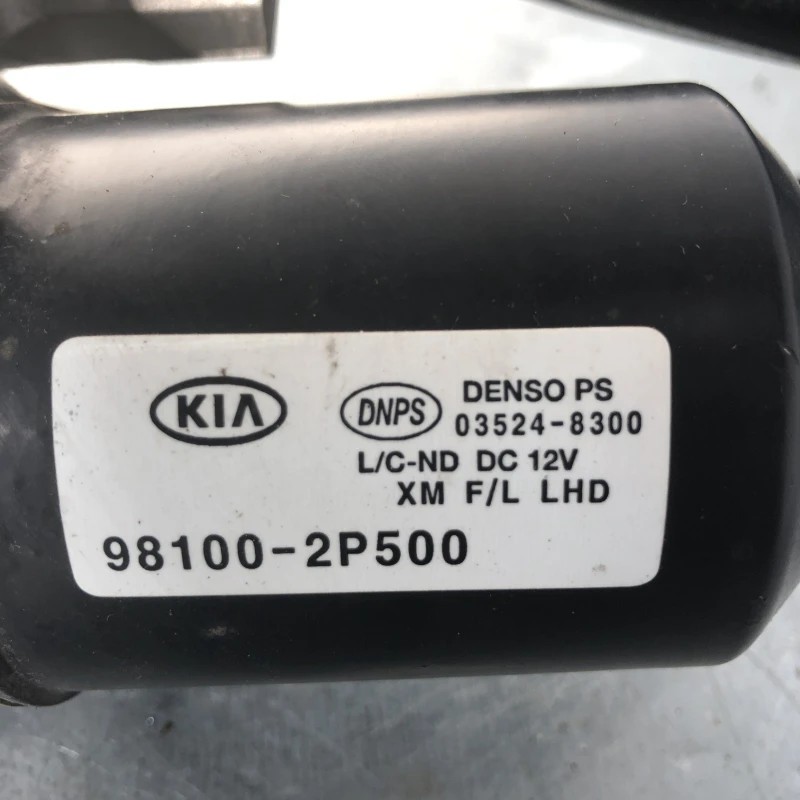 KIA DNPS DENSO PS
03524-8300
L/C-ND DC 12V
XM F/L LHD
98100-2P500